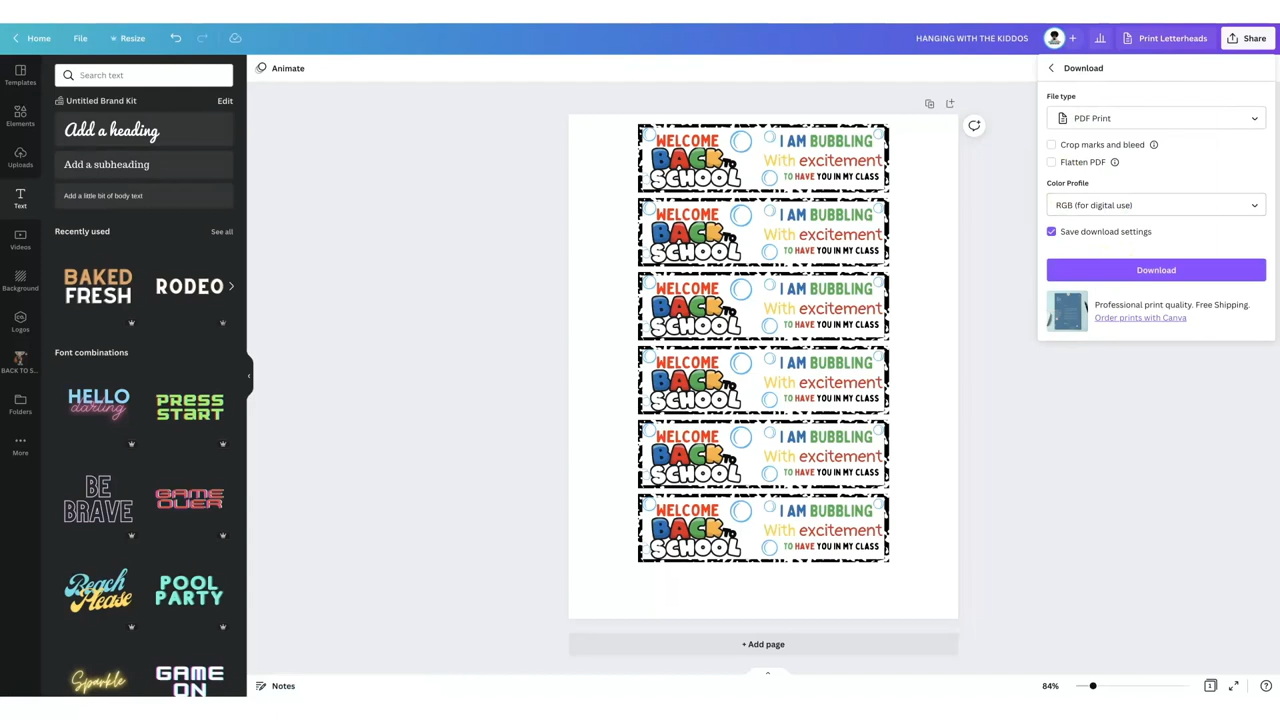 Home File Resize HANGING WITH THE KIDDOS + Print Letterheads Share
Templates
Elements
Uploads
Text
Videos
Background
Logos
BACK TO S...
Folders
More
Search text
Untitled Brand Kit Edit
Add a heading
Add a subheading
Add a little bit of body text
Recently used See all
BAKED
FRESH
RODEO
Font combinations
HELLO
darling
PRESS
START
BE
BRAVE
GAME
OVER
Beach
Please
POOL
PARTY
Sparkle
GAME
ON
Animate
WELCOME
BACK TO
SCHOOL
I AM BUBBLING
With excitement
TO HAVE YOU IN MY CLASS
WELCOME
BACK TO
SCHOOL
I AM BUBBLING
With excitement
TO HAVE YOU IN MY CLASS
WELCOME
BACK TO
SCHOOL
I AM BUBBLING
With excitement
TO HAVE YOU IN MY CLASS
WELCOME
BACK TO
SCHOOL
I AM BUBBLING
With excitement
TO HAVE YOU IN MY CLASS
WELCOME
BACK TO
SCHOOL
I AM BUBBLING
With excitement
TO HAVE YOU IN MY CLASS
WELCOME
BACK TO
SCHOOL
I AM BUBBLING
With excitement
TO HAVE YOU IN MY CLASS
+ Add page
Download
File type
PDF Print
Crop marks and bleed
Flatten PDF
Color Profile
RGB (for digital use)
Save download settings
Download
Professional print quality. Free Shipping.
Order prints with Canva
Notes 84% 1